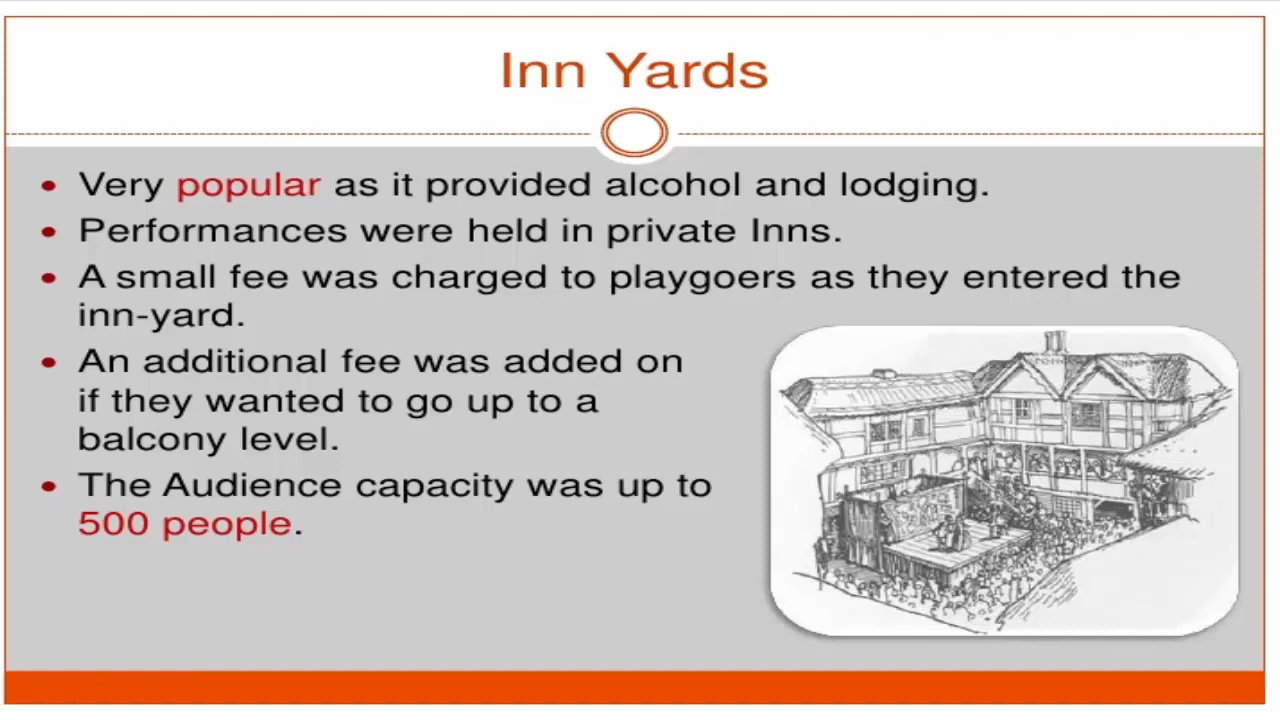 Inn Yards
Very popular as it provided alcohol and lodging.
Performances were held in private Inns.
A small fee was charged to playgoers as they entered the
inn-yard.
An additional fee was added on
if they wanted to go up to a
balcony level.
The Audience capacity was up to
500 people.